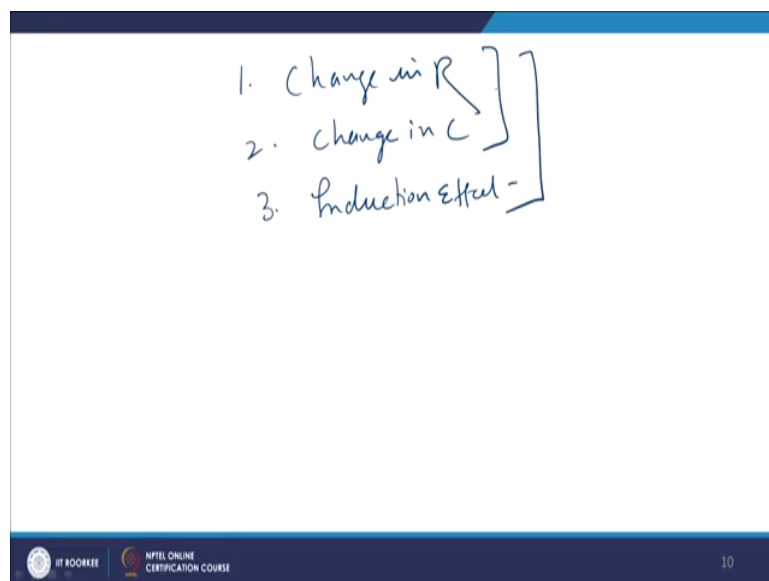 1. Change in R
2. Change in C
3. Induction Effect -
IIT ROORKEE
NPTEL ONLINE
CERTIFICATION COURSE
10